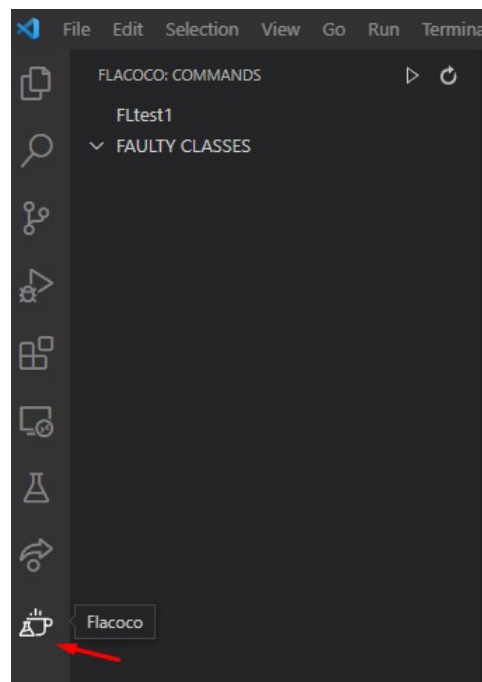 File Edit Selection View Go Run Termina
FLACOCO: COMMANDS
FLtest1
FAULTY CLASSES
Flacoco